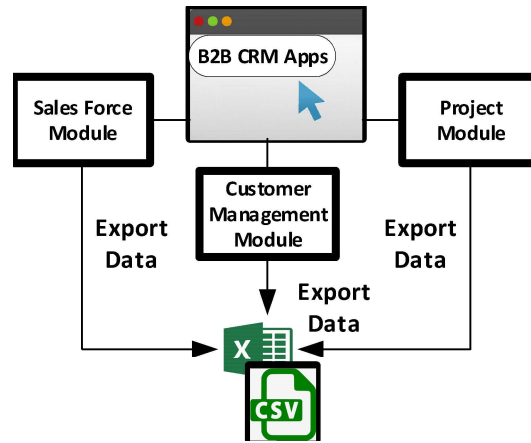 B2B CRM Apps
Sales Force
Module
Project
Module
Customer
Management
Module
Export
Data
Export
Data
Export
Data
X
CSV